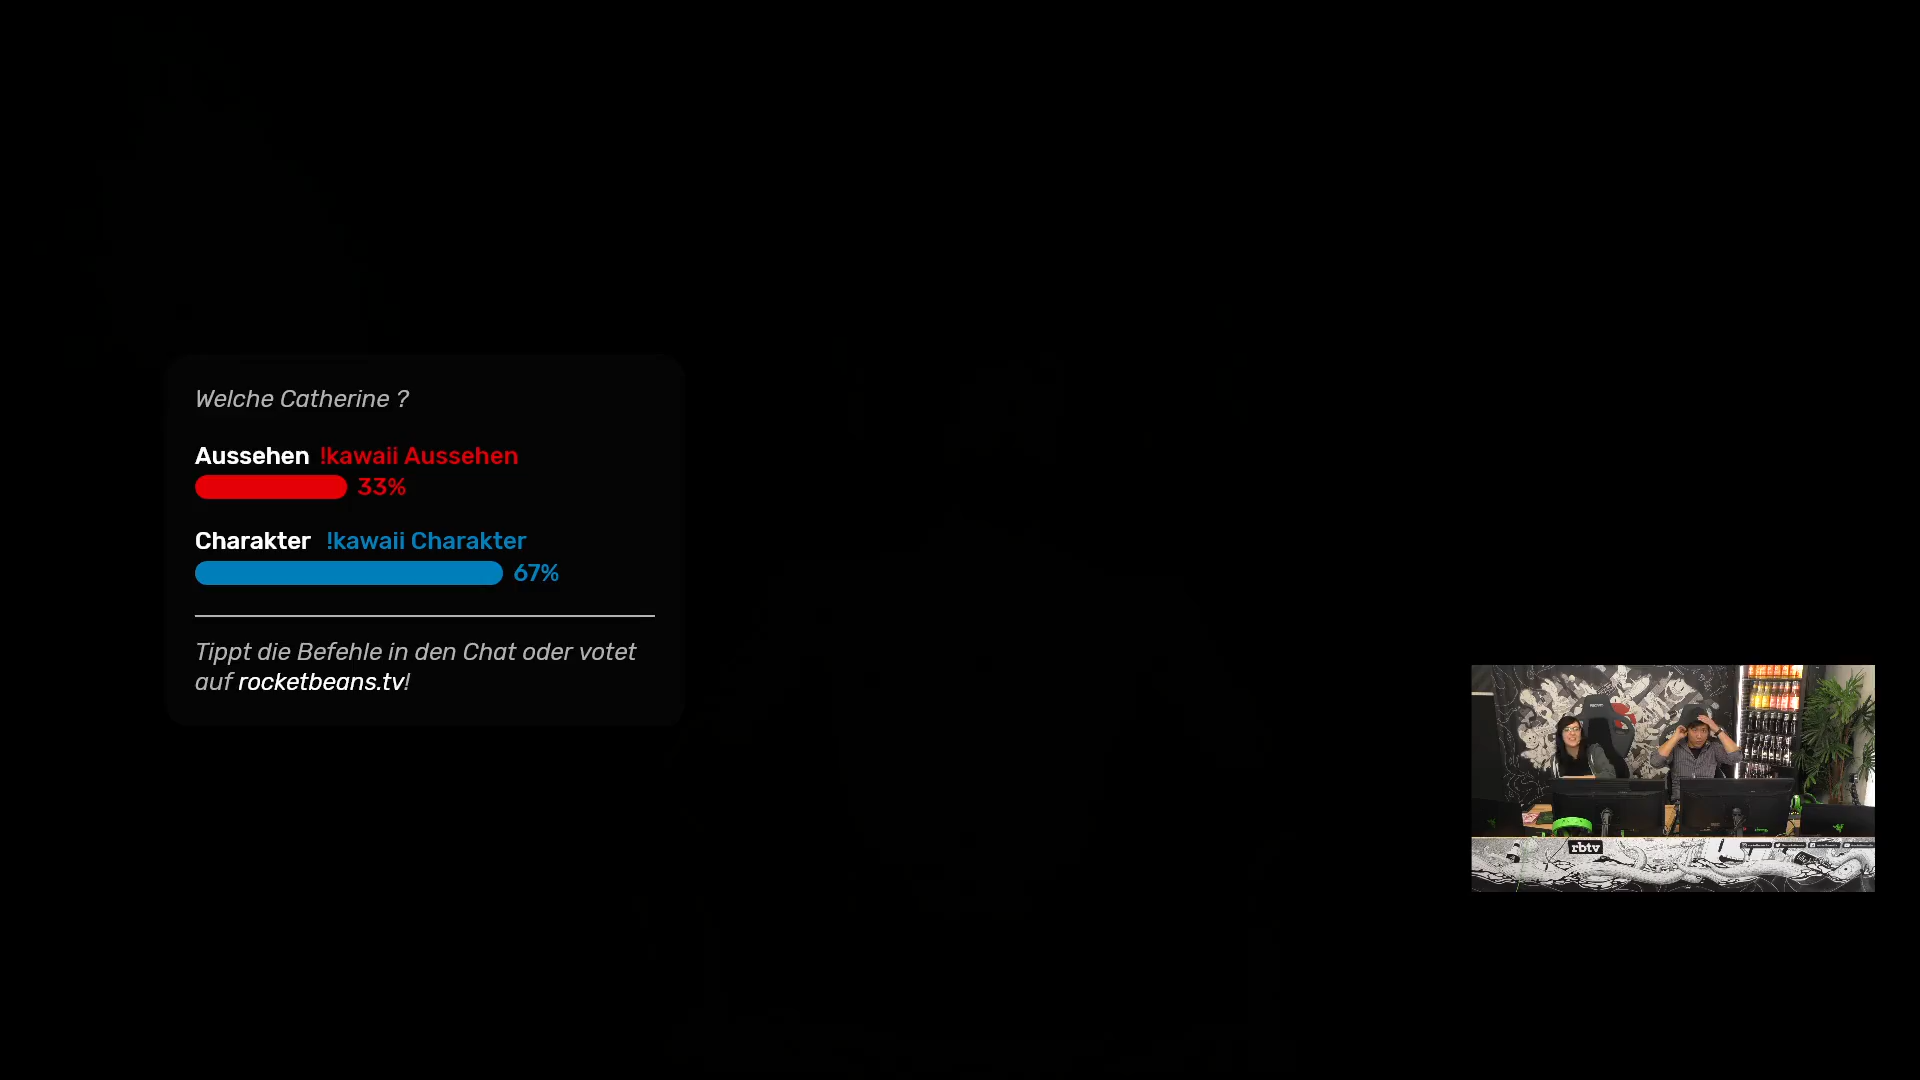 Welche Catherine ?
Aussehen !kawaii Aussehen
33%
Charakter !kawaii Charakter
67%
Tippt die Befehle in den Chat oder votet
auf rocketbeans.tv!
rbtv